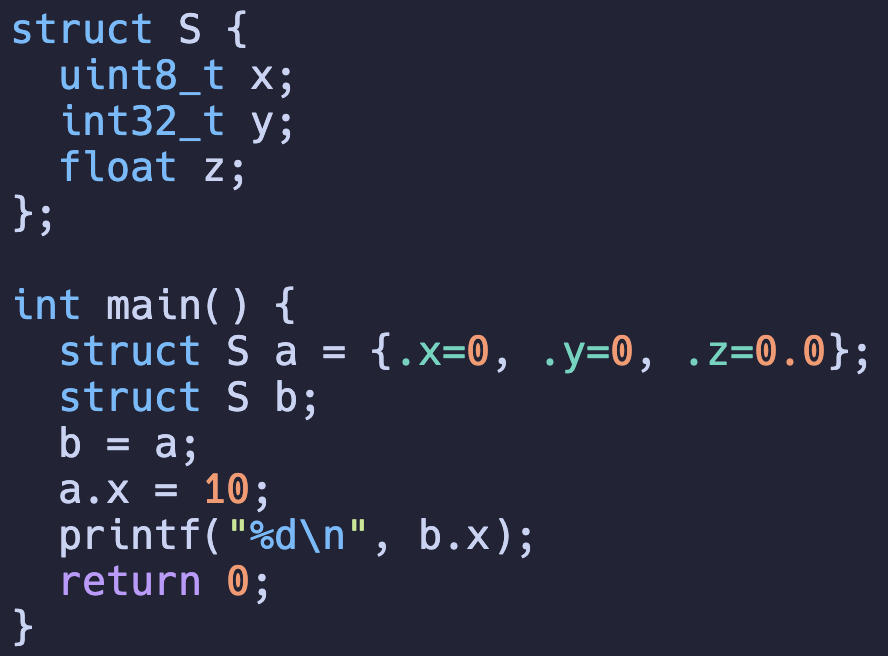 struct S {
  uint8_t x;
  int32_t y;
  float z;
};

int main() {
  struct S a = {.x=0, .y=0, .z=0.0};
  struct S b;
  b = a;
  a.x = 10;
  printf("%d\n", b.x);
  return 0;
}